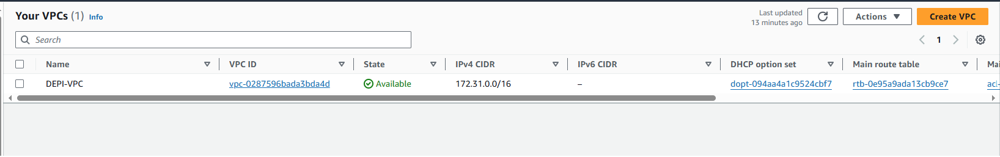 Your VPCs (1) Info
Last updated
13 minutes ago
Actions
Create VPC
Search
1
Name VPC ID State IPv4 CIDR IPv6 CIDR DHCP option set Main route table Mai
DEPI-VPC vpc-0287596bada3bda4d Available 172.31.0.0/16 – dopt-094aa4a1c9524cbf7 rtb-0e95a9ada13cb9ce7 acl-